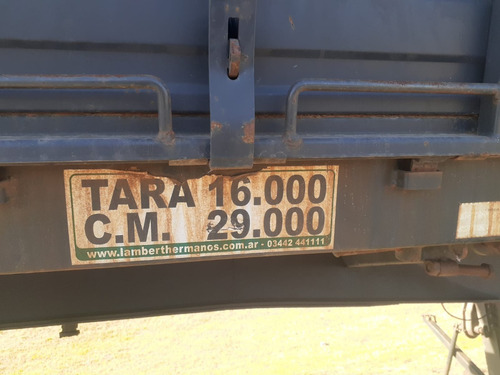 TARA 16.000
C.M. 29.000
www.lamberthermanos.com.ar - 03442 441111